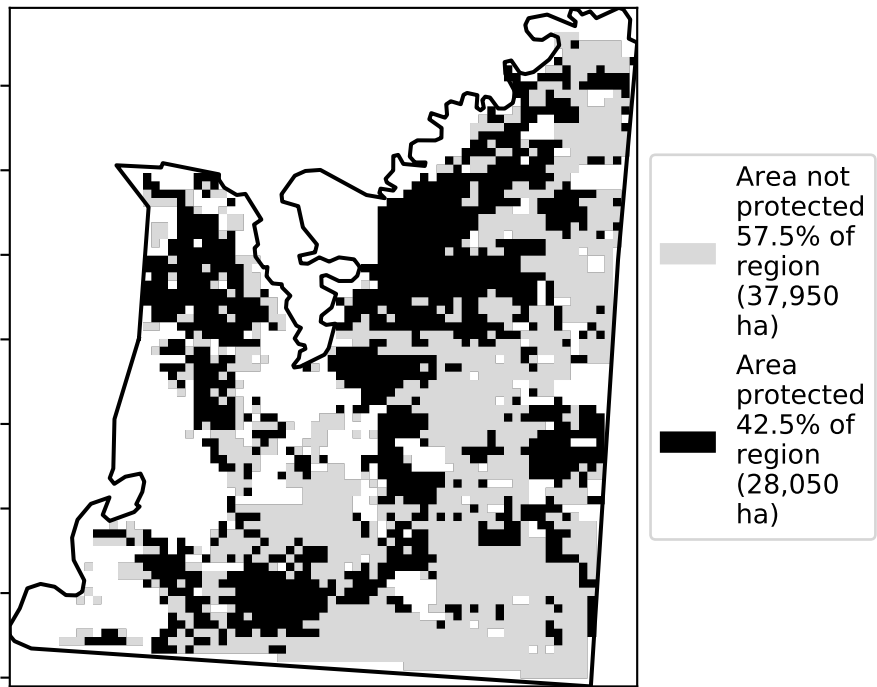 Area not
protected
57.5% of
region
(37,950
ha)
Area
protected
42.5% of
region
(28,050
ha)